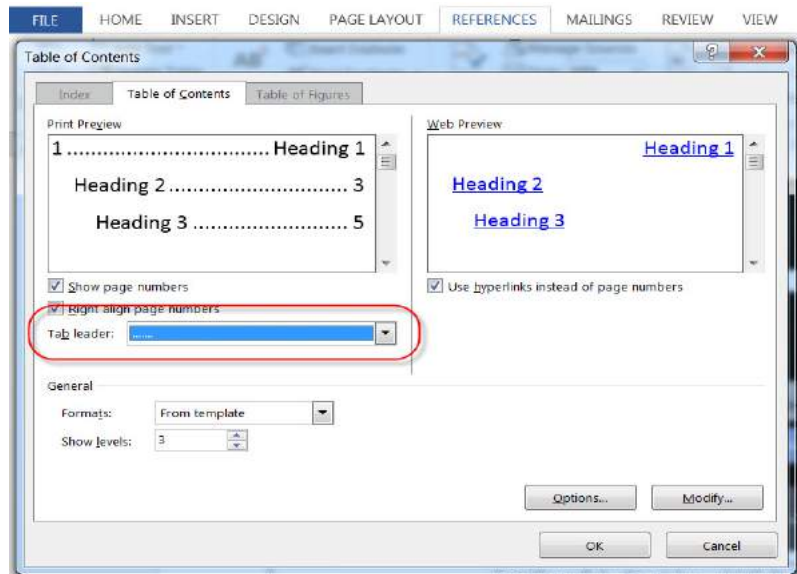 FILE HOME INSERT DESIGN PAGE LAYOUT REFERENCES MAILINGS REVIEW VIEW
Table of Contents
Index Table of Contents Table of Figures
Print Preview
1.................................Heading 1
Heading 2........................... 3
Heading 3 ........................ 5
Show page numbers
Right align page numbers
Tab leader: .......
Web Preview
Heading 1
Heading 2
Heading 3
Use hyperlinks instead of page numbers
General
Formats: From template
Show levels: 3
Options... Modify...
OK Cancel